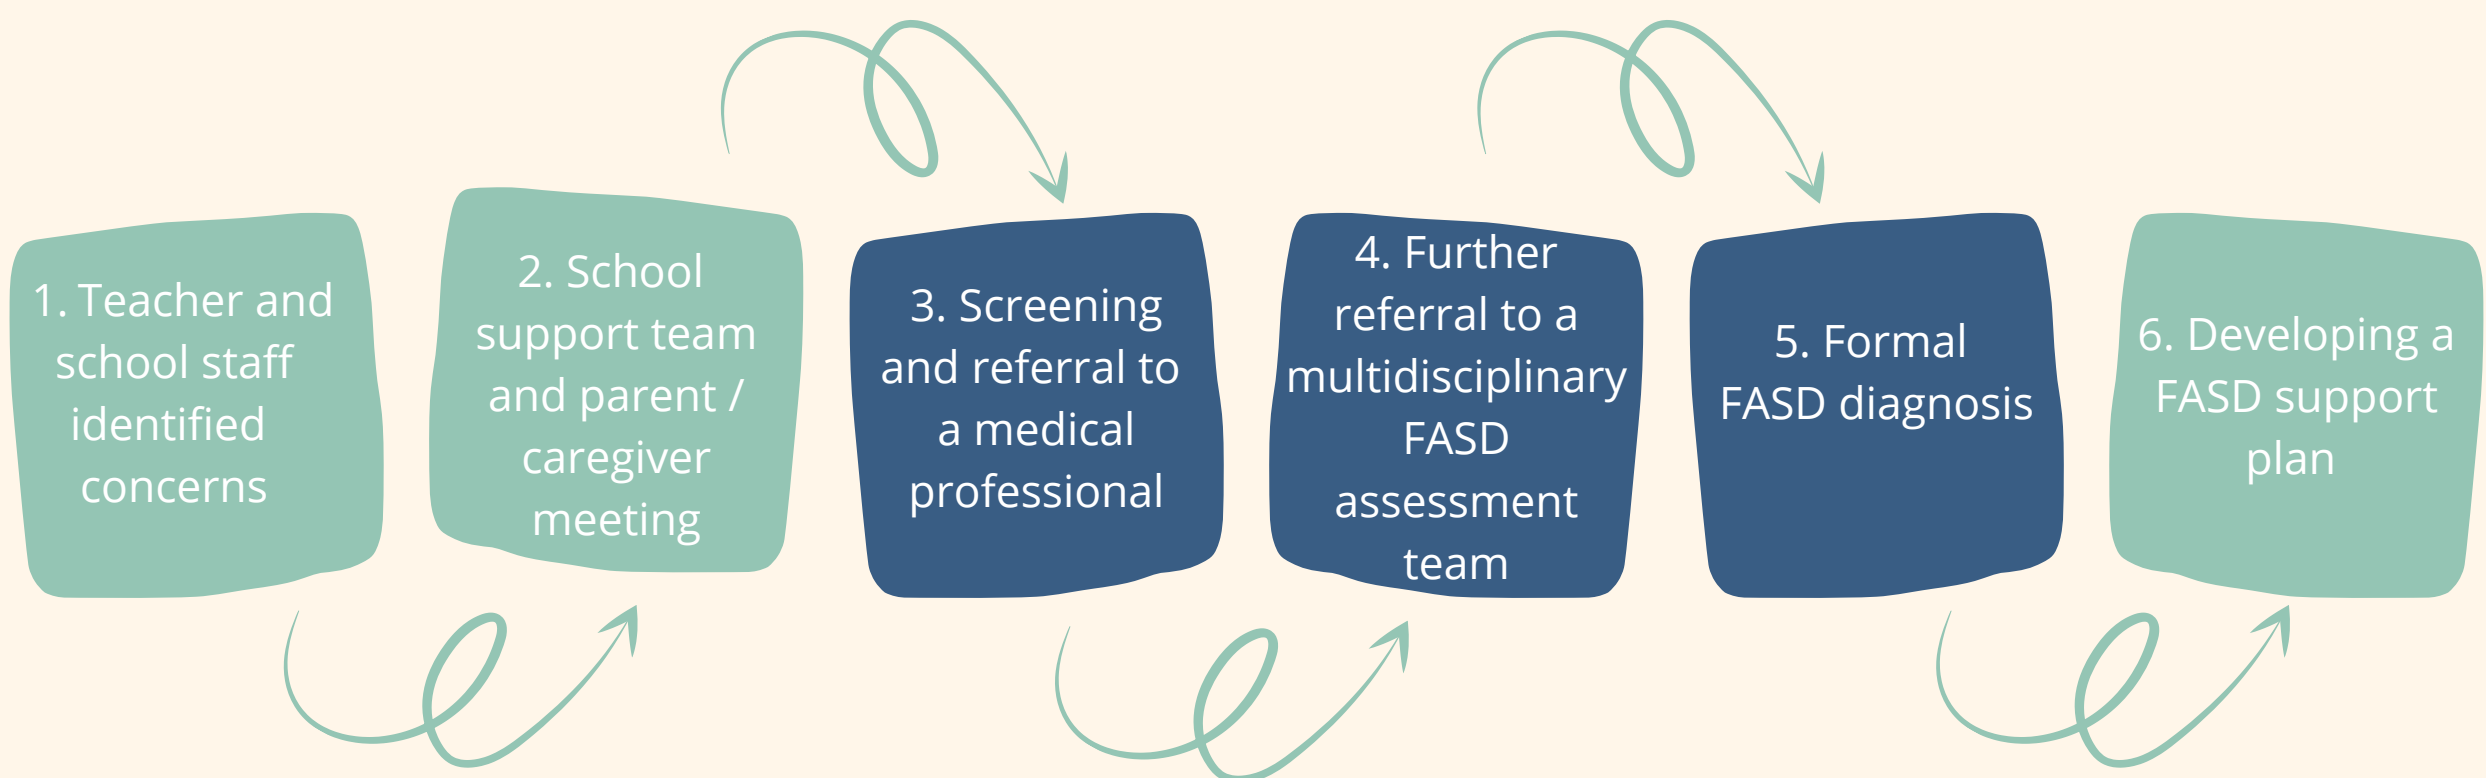 1. Teacher and
school staff
identified
concerns
2. School
support team
and parent /
caregiver
meeting
3. Screening
and referral to
a medical
professional
4. Further
referral to a
multidisciplinary
FASD
assessment
team
5. Formal
FASD diagnosis
6. Developing a
FASD support
plan